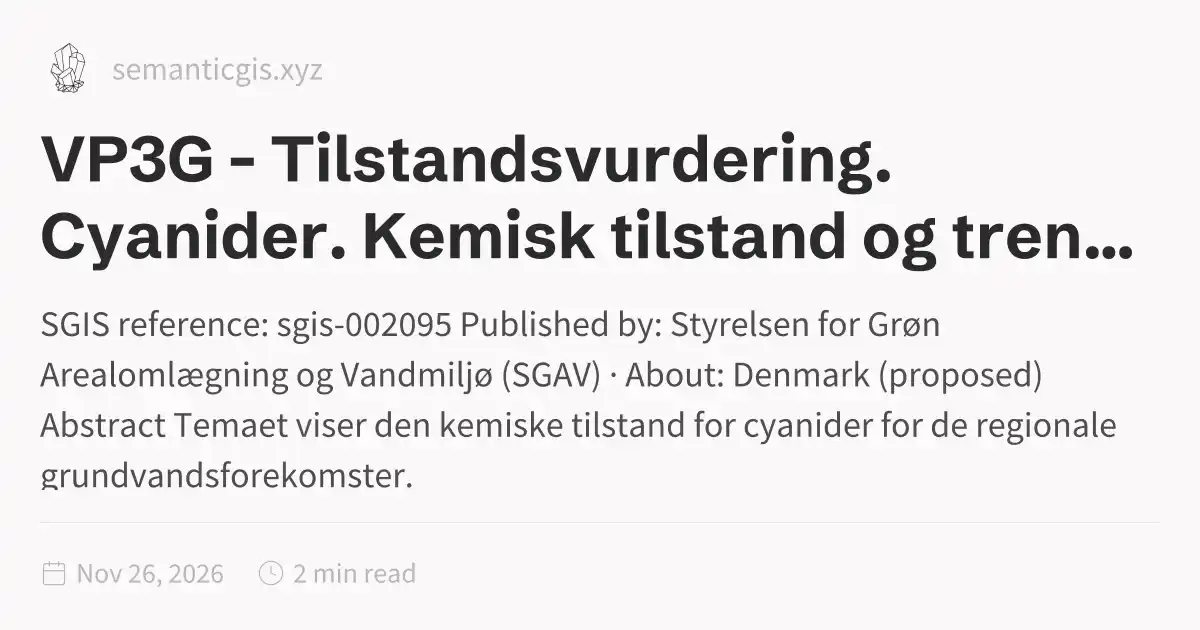 semanticgis.xyz
VP3G - Tilstandsvurdering.
Cyanider. Kemisk tilstand og tren...
SGIS reference: sgis-002095 Published by: Styrelsen for Grøn
Arealomlægning og Vandmiljø (SGAV) · About: Denmark (proposed)
Abstract Temaet viser den kemiske tilstand for cyanider for de regionale
grundvandsforekomster.
Nov 26, 2026
2 min read